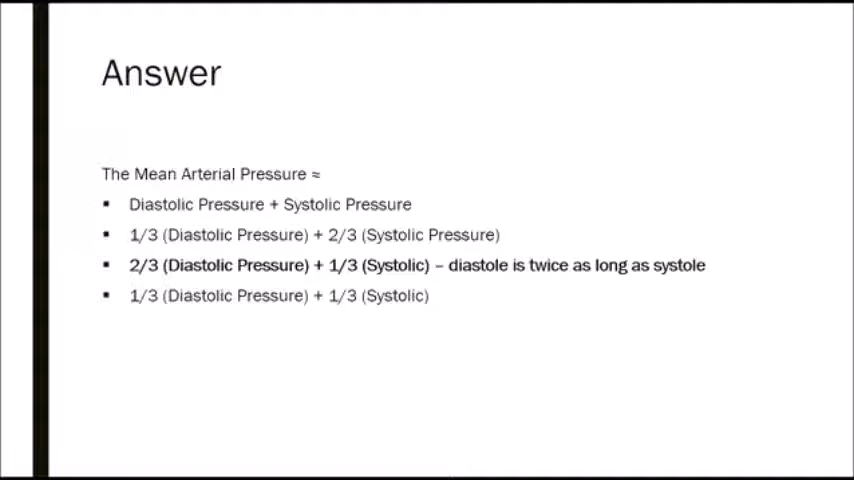 Answer
The Mean Arterial Pressure ≈
▪ Diastolic Pressure + Systolic Pressure
▪ 1/3 (Diastolic Pressure) + 2/3 (Systolic Pressure)
▪ 2/3 (Diastolic Pressure) + 1/3 (Systolic) – diastole is twice as long as systole
▪ 1/3 (Diastolic Pressure) + 1/3 (Systolic)